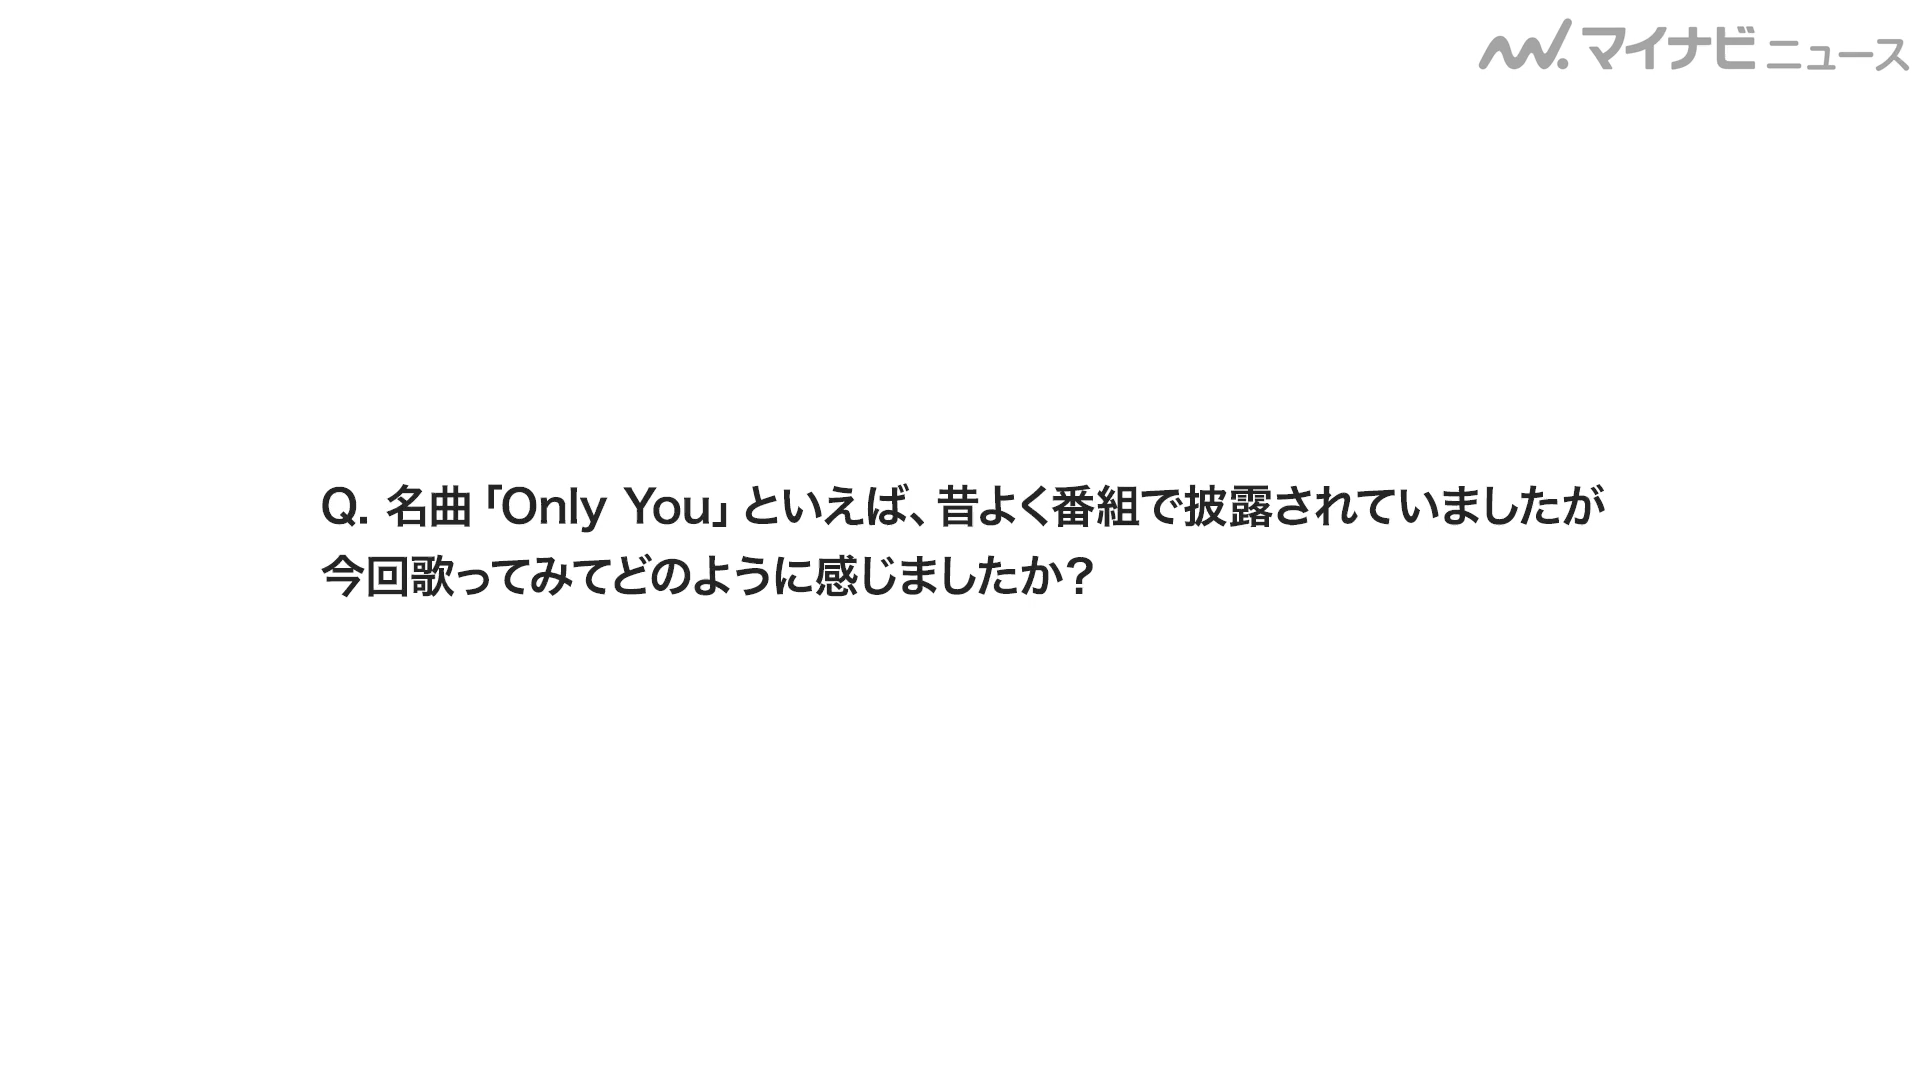 マイナビニュース
Q. 名曲「Only You」といえば、昔よく番組で披露されていましたが
今回歌ってみてどのように感じましたか？